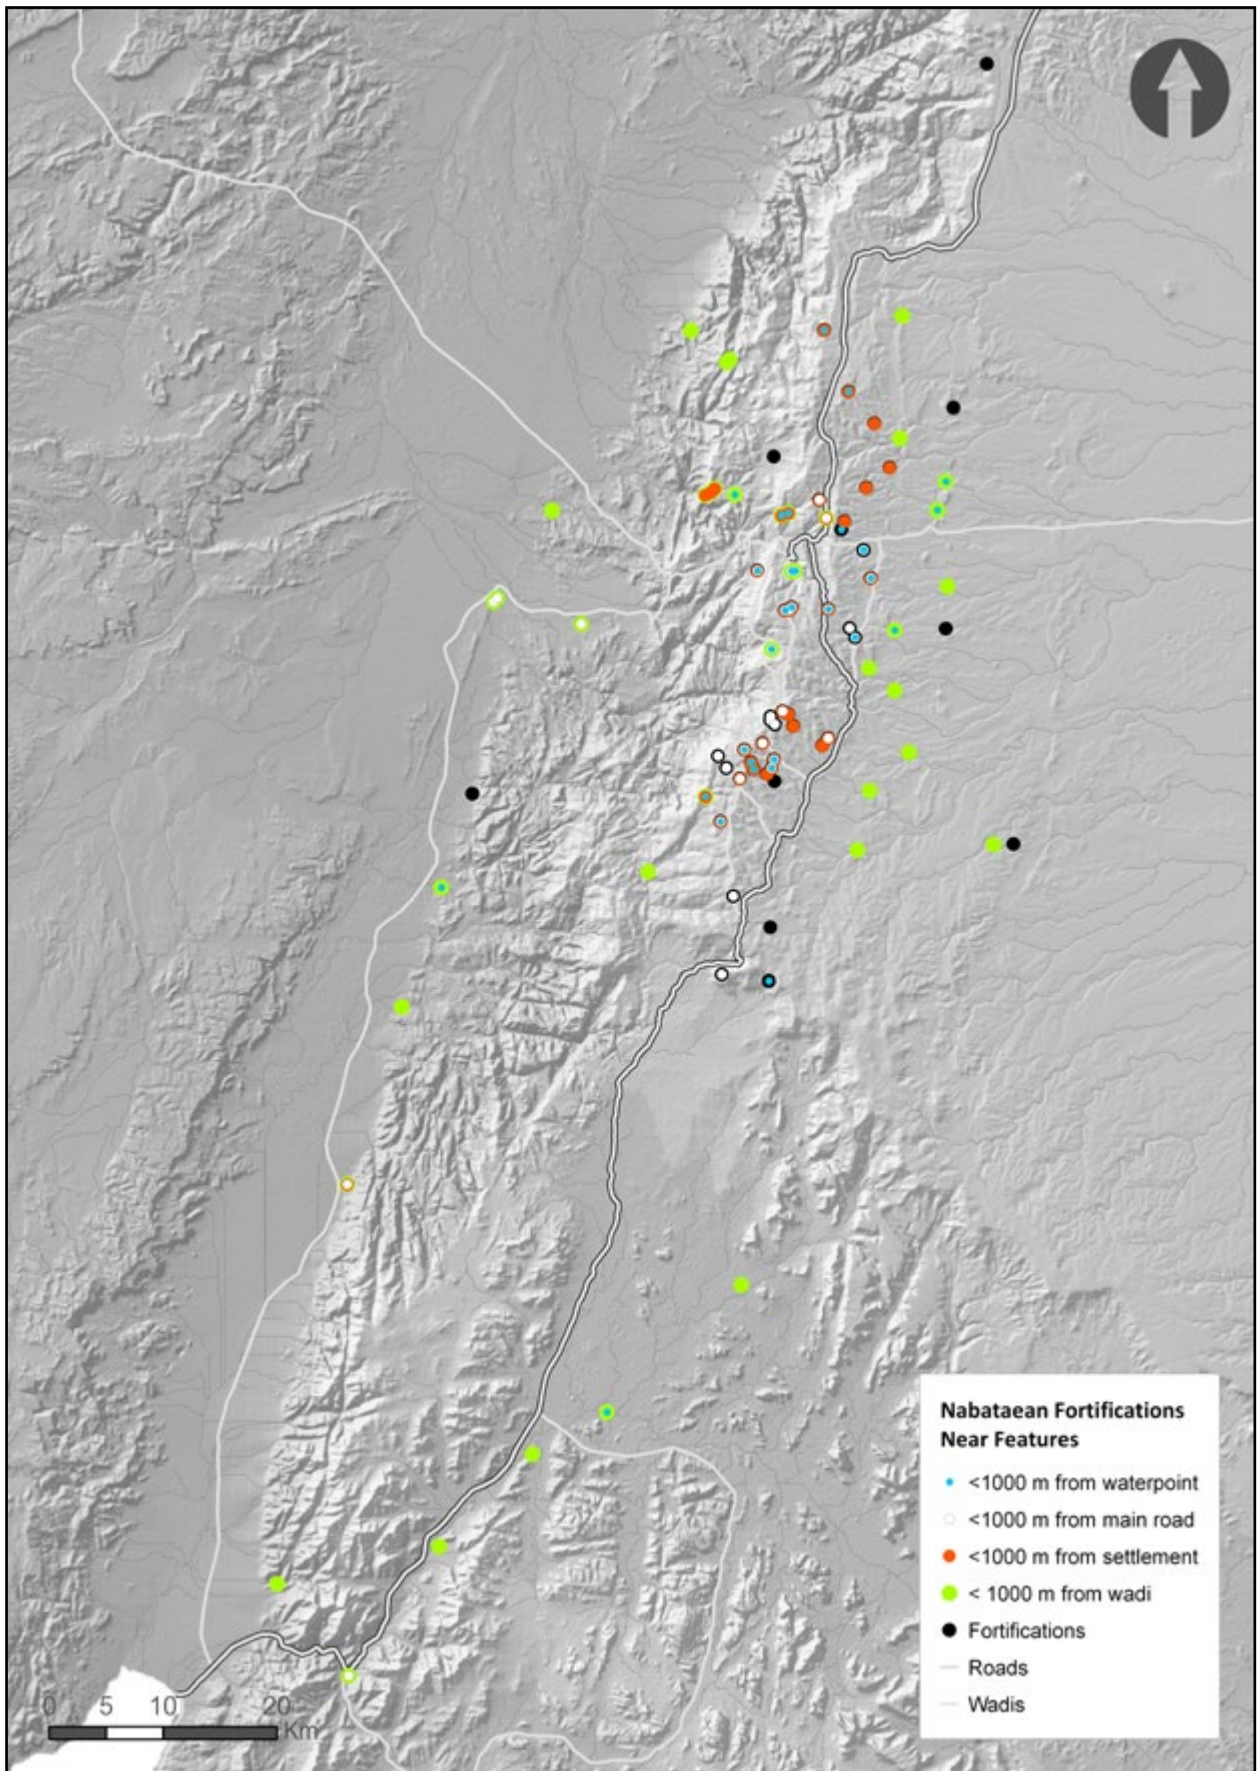 Nabataean Fortifications
Near Features
<1000 m from waterpoint
<1000 m from main road
<1000 m from settlement
< 1000 m from wadi
Fortifications
Roads
Wadis
0 5 10 20
Km